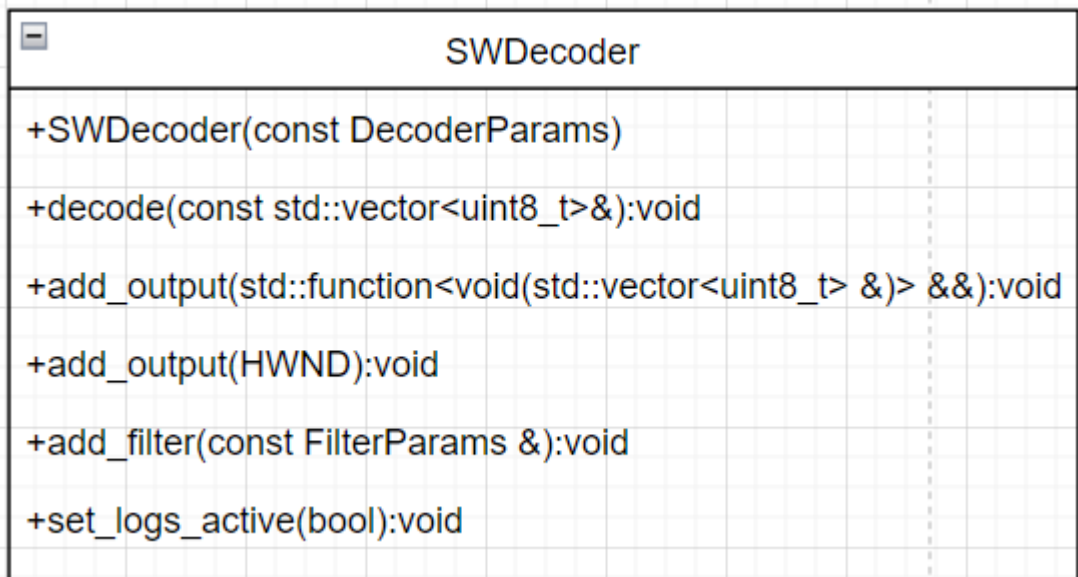 SWDecoder
+SWDecoder(const DecoderParams)
+decode(const std::vector<uint8_t>&):void
+add_output(std::function<void(std::vector<uint8_t> &)> &&):void
+add_output(HWND):void
+add_filter(const FilterParams &):void
+set_logs_active(bool):void